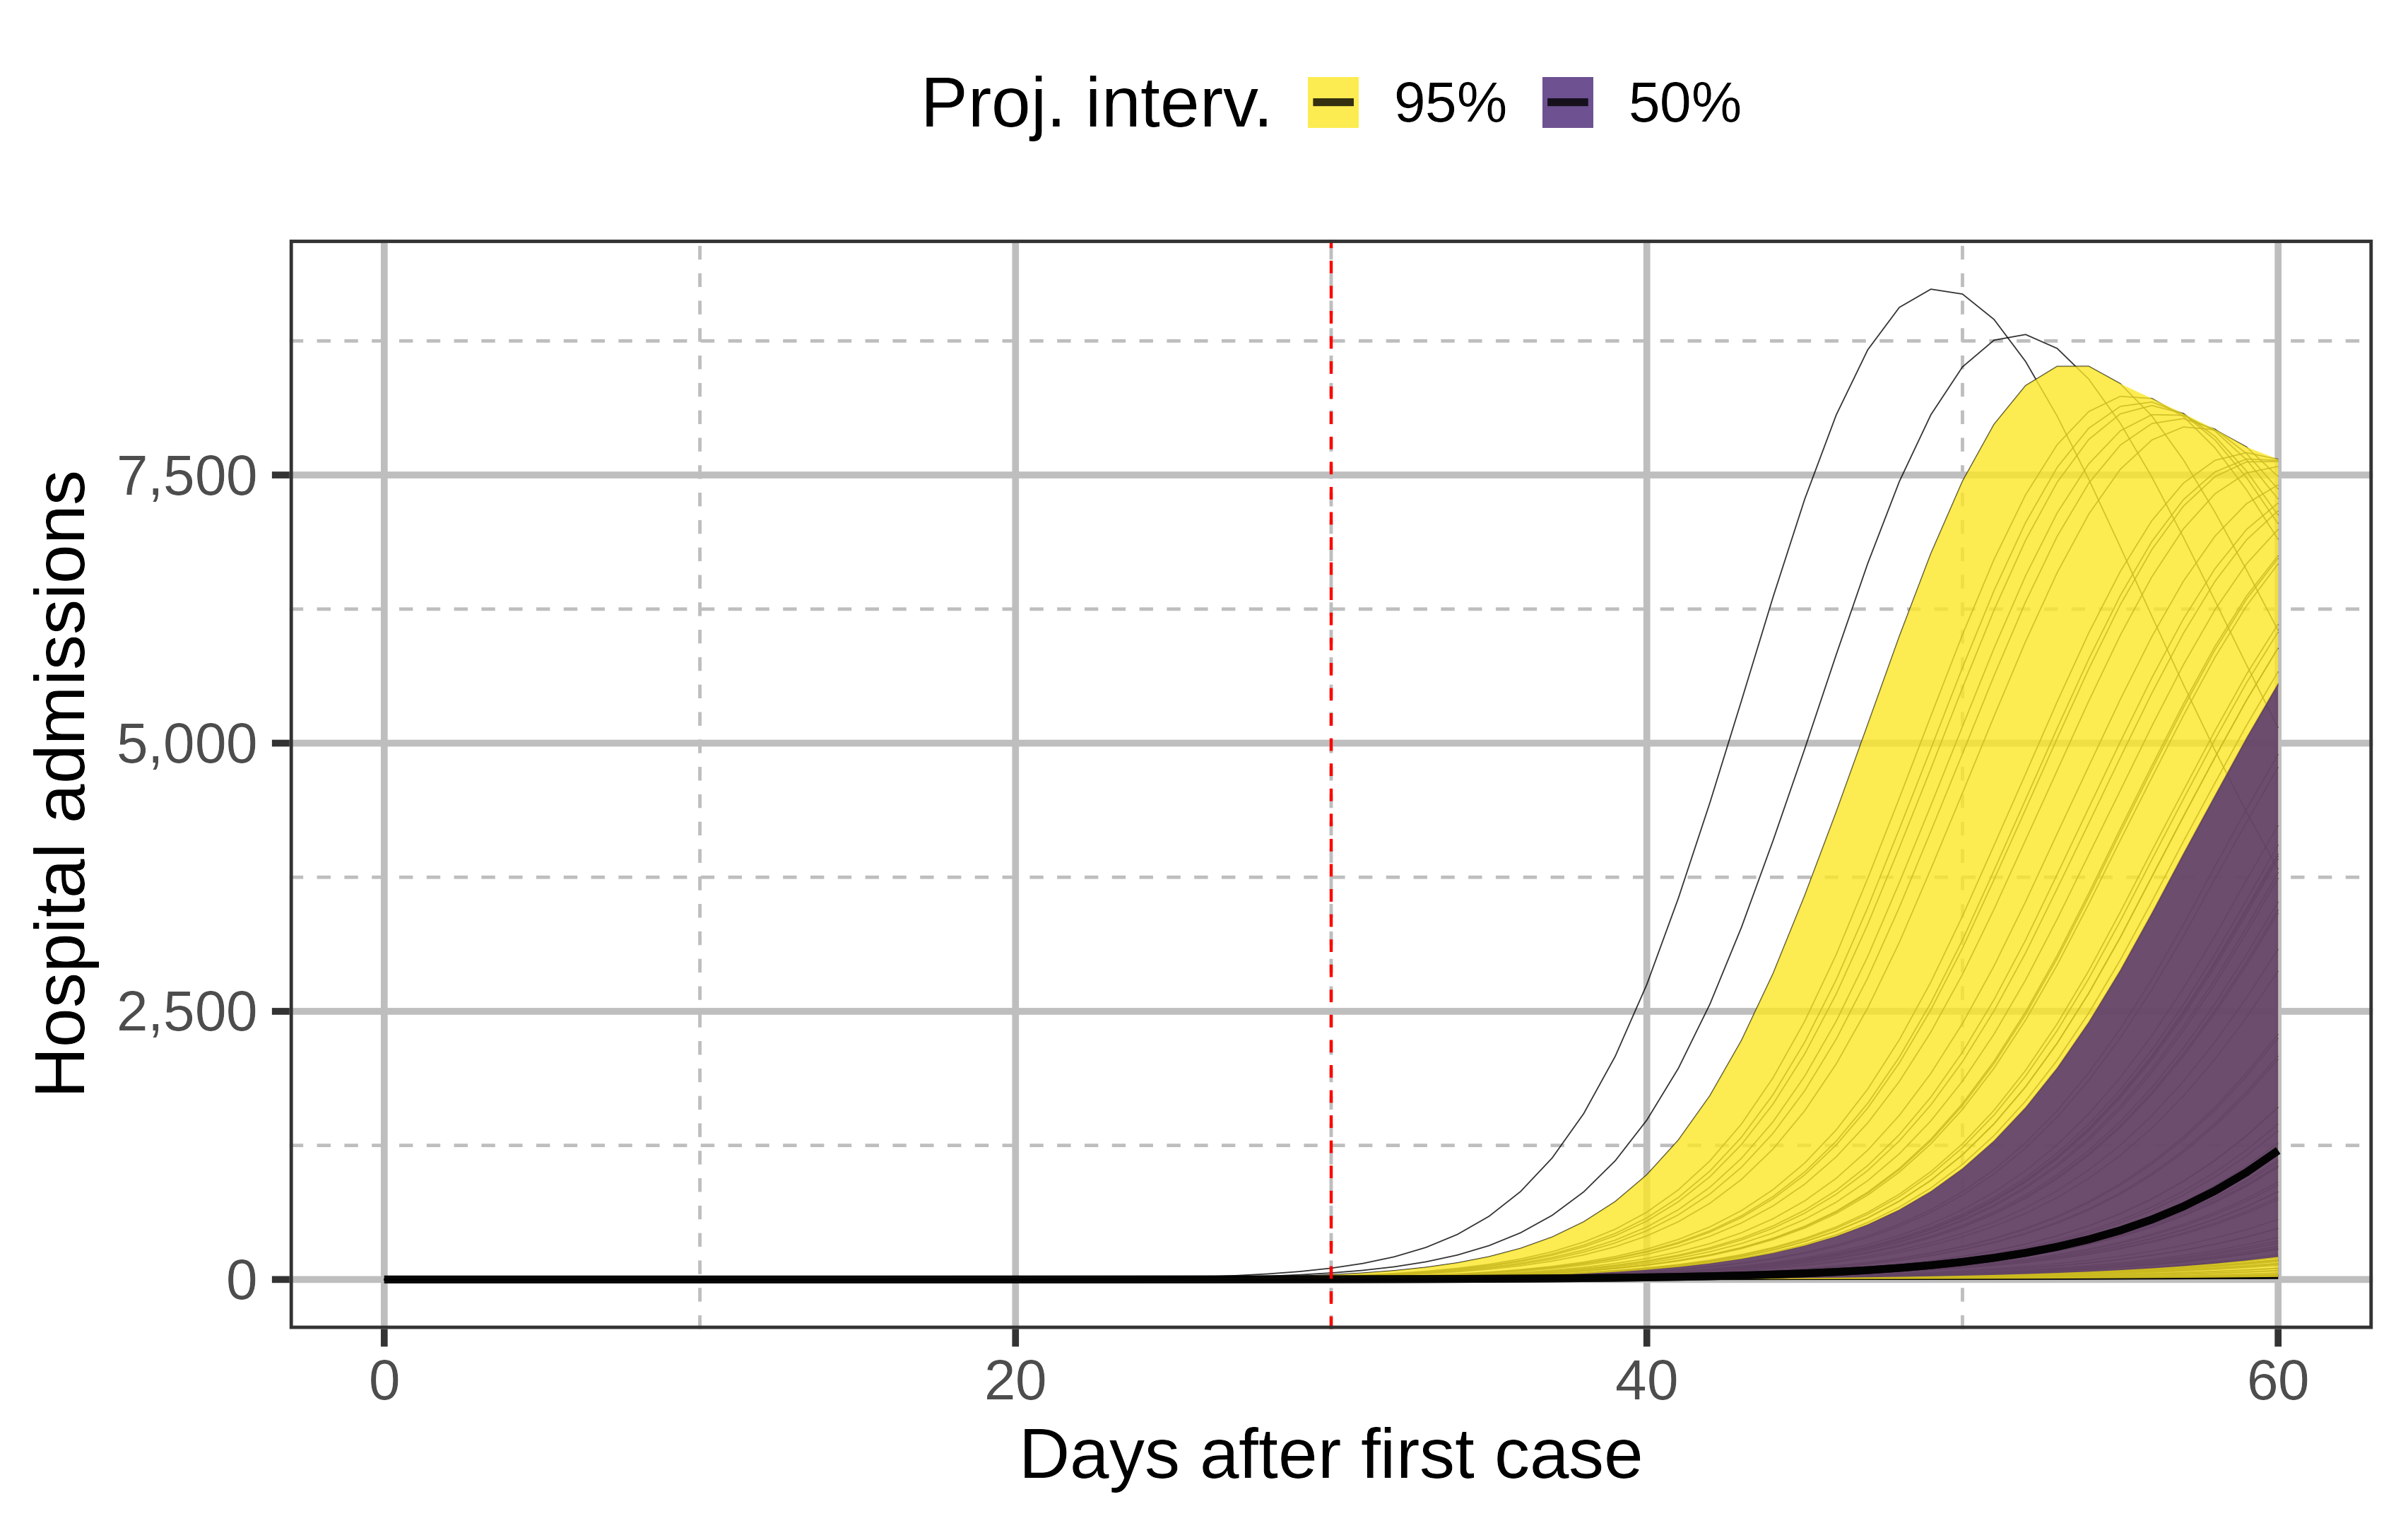 Proj. interv. 95% 50%
Hospital admissions
7,500
5,000
2,500
0
0 20 40 60
Days after first case